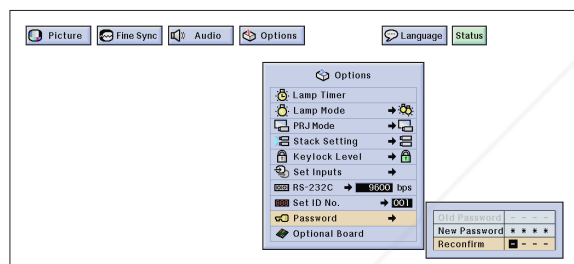 Picture Fine Sync Audio Options Language Status
Options
Lamp Timer
Lamp Mode
PRJ Mode
Stack Setting
Keylock Level
Set Inputs
RS-232C 9600 bps
Set ID No. 001
Password
Optional Board
Old Password - - - -
New Password * * * *
Reconfirm - - - -